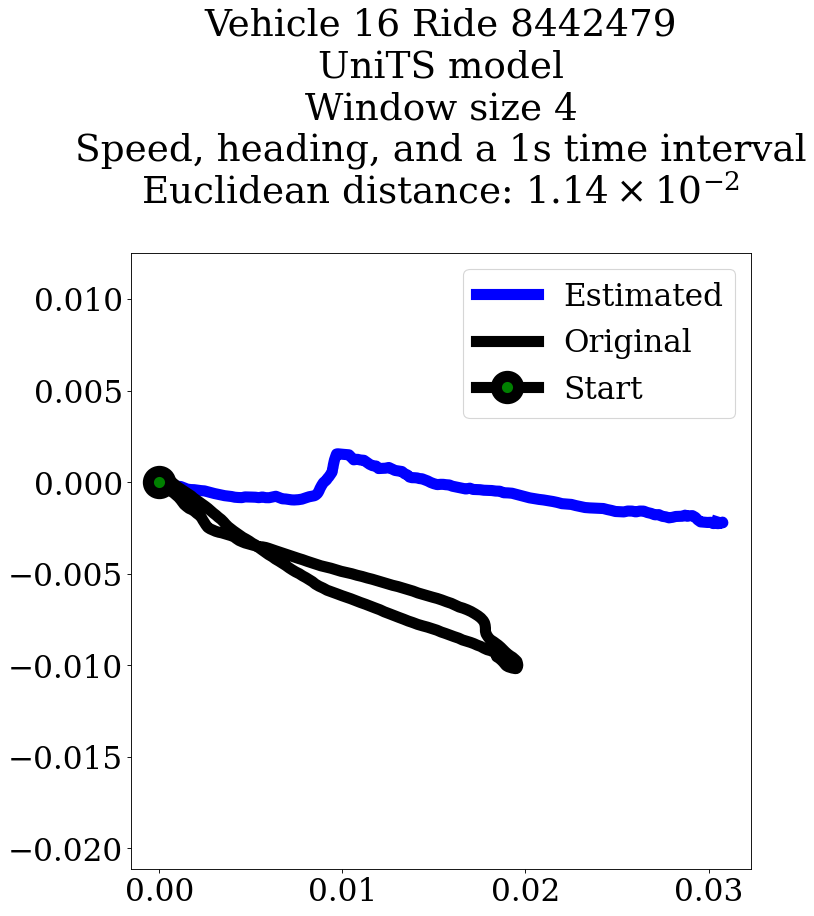 Vehicle 16 Ride 8442479
UniTS model
Window size 4
Speed, heading, and a 1s time interval
Euclidean distance: 1.14 × 10⁻²
Estimated
Original
Start
0.010
0.005
0.000
−0.005
−0.010
−0.015
−0.020
0.00 0.01 0.02 0.03